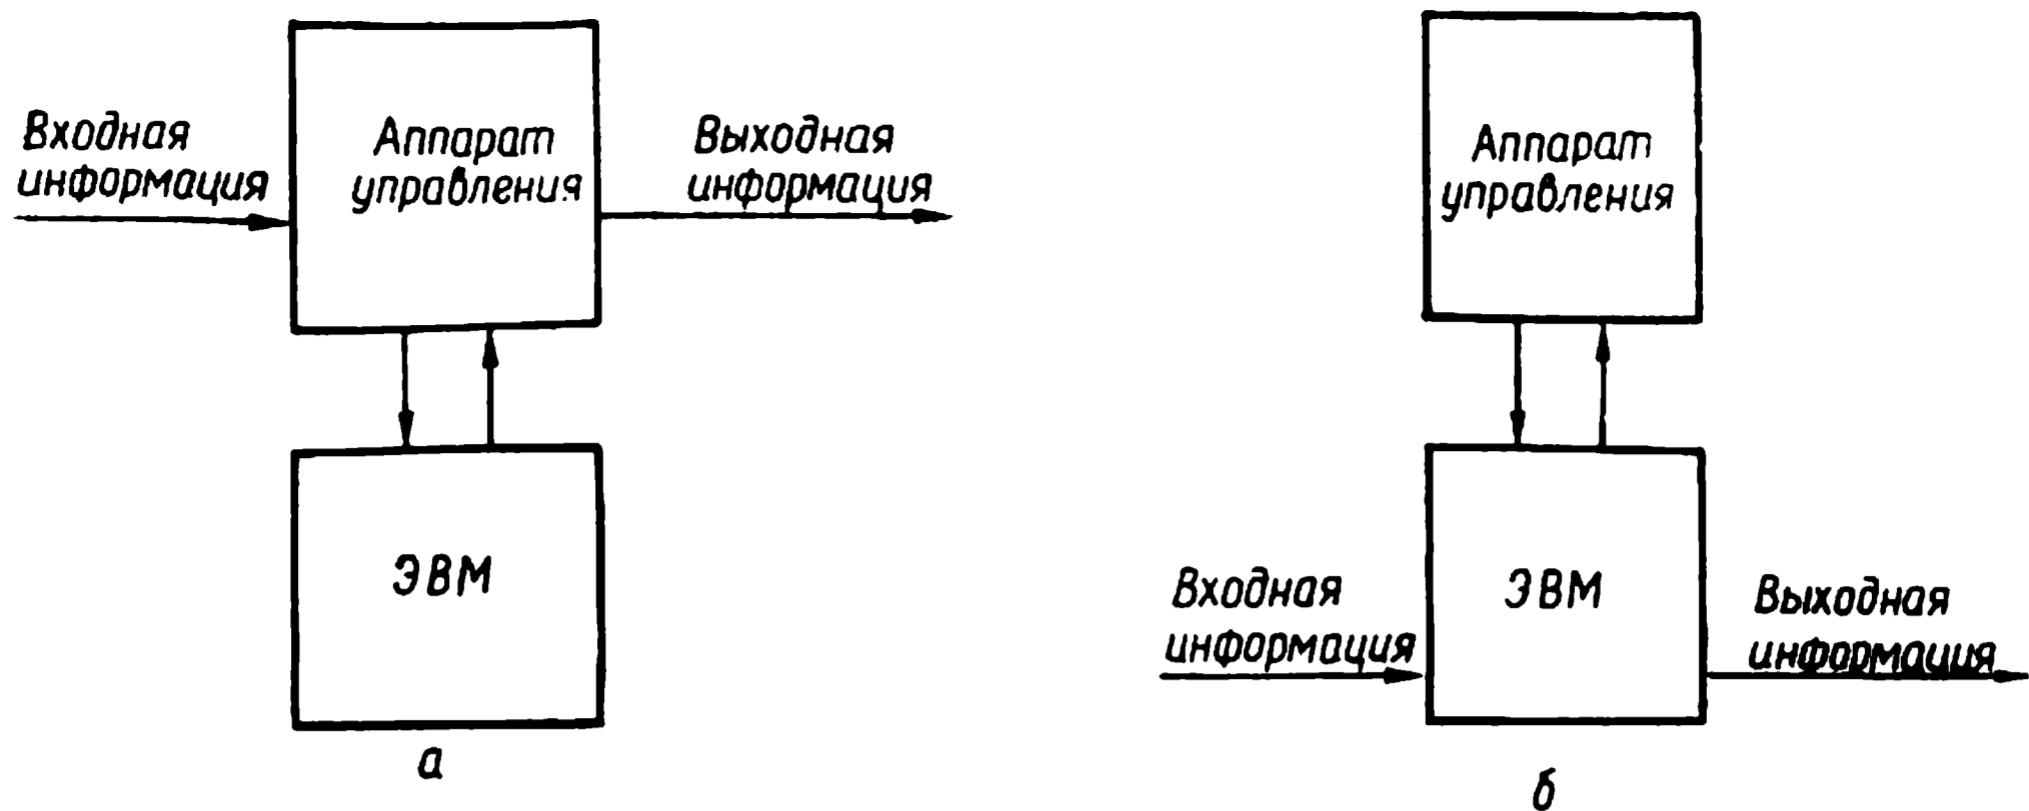 Входная
информация
Аппарат
управления
Выходная
информация
ЭВМ
а
Аппарат
управления
Входная
информация
ЭВМ
Выходная
информация
б